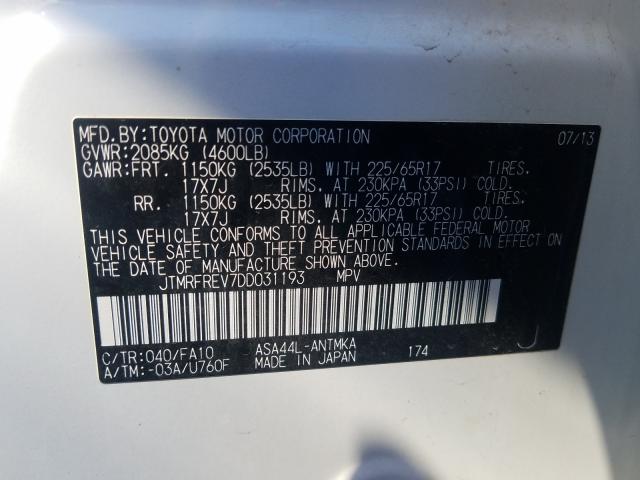 MFD.BY:TOYOTA MOTOR CORPORATION 07/13
GVWR:2085KG (4600LB)
GAWR:FRT. 1150KG (2535LB) WITH 225/65R17 TIRES.
17X7J RIMS. AT 230KPA (33PSI) COLD.
RR. 1150KG (2535LB) WITH 225/65R17 TIRES.
17X7J RIMS. AT 230KPA (33PSI) COLD.
THIS VEHICLE CONFORMS TO ALL APPLICABLE FEDERAL MOTOR
VEHICLE SAFETY AND THEFT PREVENTION STANDARDS IN EFFECT ON
THE DATE OF MANUFACTURE SHOWN ABOVE.
JTMRFREV7DD031193 MPV
C/TR:040/FA10 ASA44L-ANTMKA 174 J
A/TM:-03A/U760F MADE IN JAPAN